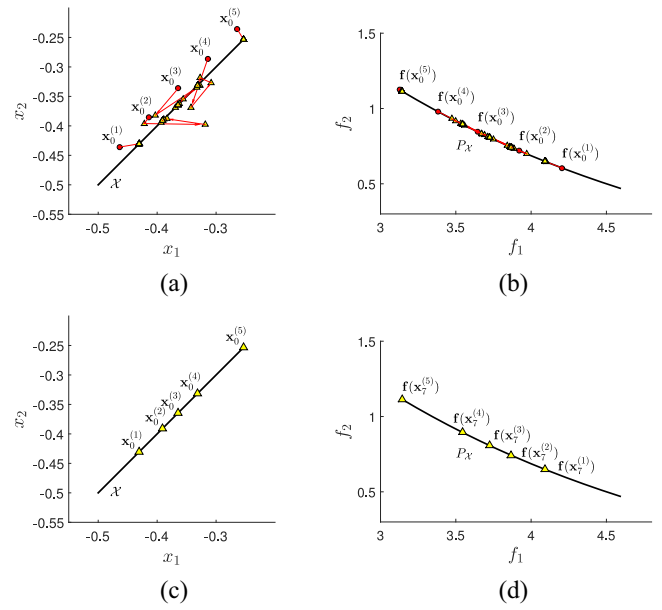 (a)
-0.25
-0.3
-0.35
-0.4
-0.45
-0.5
-0.55
x_2
-0.5
-0.4
-0.3
x_1
x_0^{(5)}
x_0^{(4)}
x_0^{(3)}
x_0^{(2)}
x_0^{(1)}
𝒳
(b)
1.5
1
0.5
f_2
3
3.5
4
4.5
f_1
f(x_0^{(5)})
f(x_0^{(4)})
f(x_0^{(3)})
f(x_0^{(2)})
f(x_0^{(1)})
P_𝒳
(c)
-0.25
-0.3
-0.35
-0.4
-0.45
-0.5
-0.55
x_2
-0.5
-0.4
-0.3
x_1
x_0^{(5)}
x_0^{(4)}
x_0^{(3)}
x_0^{(2)}
x_0^{(1)}
𝒳
(d)
1.5
1
0.5
f_2
3
3.5
4
4.5
f_1
f(x_7^{(5)})
f(x_7^{(4)})
f(x_7^{(3)})
f(x_7^{(2)})
f(x_7^{(1)})
P_𝒳